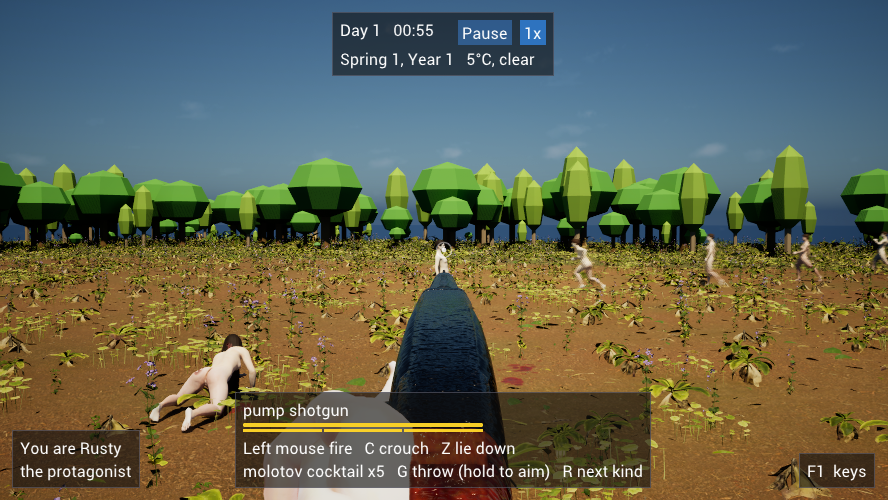 Day 1 00:55 Pause 1x
Spring 1, Year 1 5°C, clear
pump shotgun
Left mouse fire C crouch Z lie down
molotov cocktail x5 G throw (hold to aim) R next kind
You are Rusty
the protagonist
F1 keys